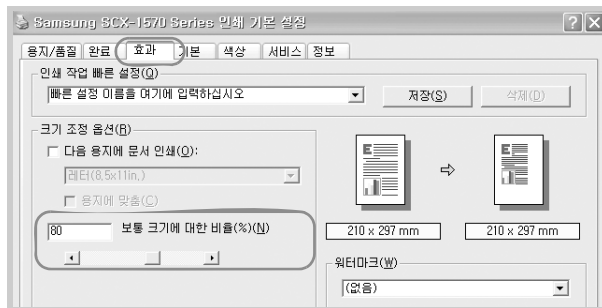 Samsung SCX-1570 Series 인쇄 기본 설정
용지/품질 완료 효과 기본 색상 서비스 정보
인쇄 작업 빠른 설정(Q)
빠른 설정 이름을 여기에 입력하십시오 저장(S) 삭제(D)
크기 조정 옵션(R)
다음 용지에 문서 인쇄(O):
레터(8.5x11in.)
용지에 맞춤(C)
80 보통 크기에 대한 비율(%)(N)
210 x 297 mm 210 x 297 mm
워터마크(W)
(없음)